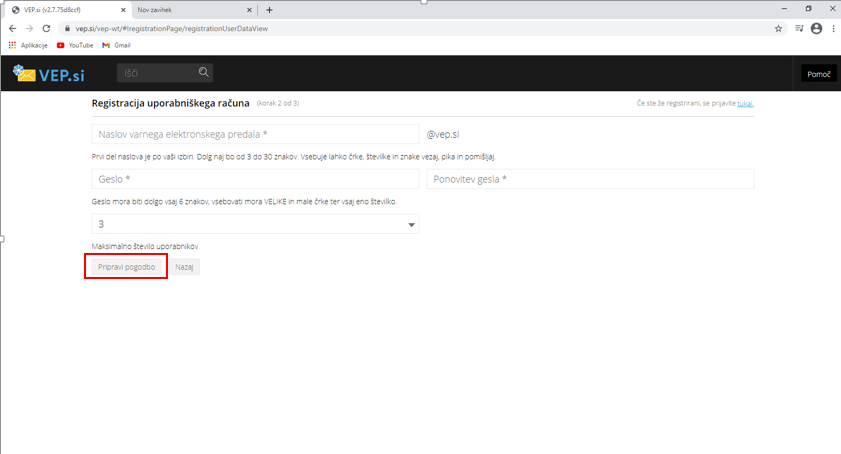 VEP.si (v2.7.75d8ccf)
Nov zavihek
vep.si/vep-wt/#!registrationPage/registrationUserDataView
Aplikacije YouTube Gmail
VEP.si Išči Pomoč
Registracija uporabniškega računa (korak 2 od 3) Če ste že registrirani, se prijavite tukaj.
Naslov varnega elektronskega predala * @vep.si
Prvi del naslova je po vaši izbiri. Dolg naj bo od 3 do 30 znakov. Vsebuje lahko črke, številke in znake vezaj, pika in pomišljaj.
Geslo * Ponovitev gesla *
Geslo mora biti dolgo vsaj 6 znakov, vsebovati mora VELIKE in male črke ter vsaj eno številko.
3
Maksimalno število uporabnikov
Pripravi pogodbo Nazaj